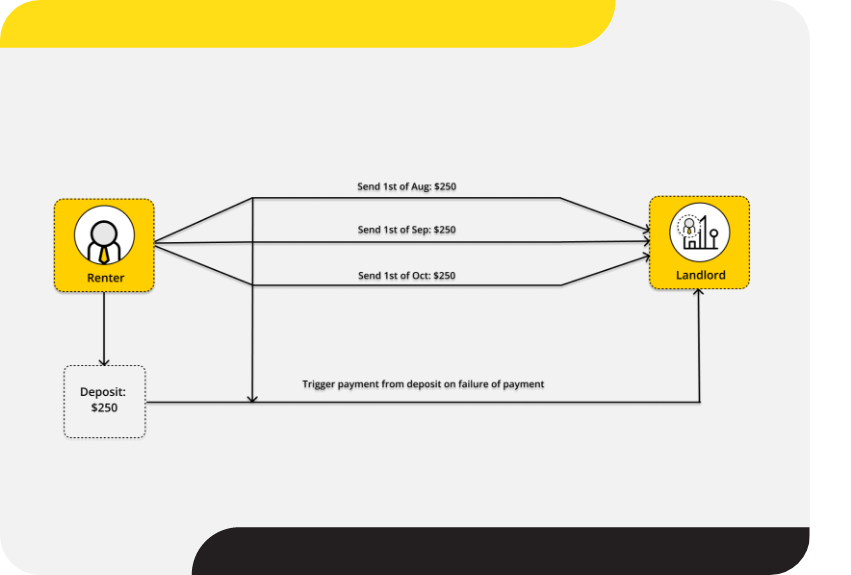 Send 1st of Aug: $250
Send 1st of Sep: $250
Send 1st of Oct: $250
Renter
Landlord
Trigger payment from deposit on failure of payment
Deposit:
$250